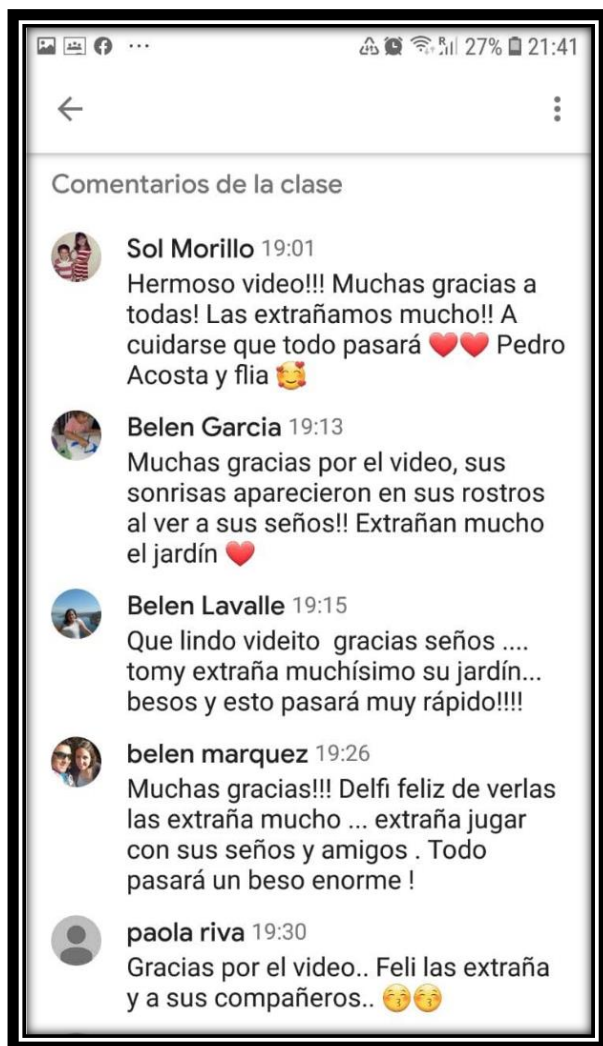 27% 21:41
Comentarios de la clase
Sol Morillo 19:01
Hermoso video!!! Muchas gracias a
todas! Las extrañamos mucho!! A
cuidarse que todo pasará ❤️❤️ Pedro
Acosta y flia 🥰
Belen Garcia 19:13
Muchas gracias por el video, sus
sonrisas aparecieron en sus rostros
al ver a sus seños!! Extrañan mucho
el jardín ❤️
Belen Lavalle 19:15
Que lindo videito gracias seños ....
tomy extraña muchísimo su jardín...
besos y esto pasará muy rápido!!!!
belen marquez 19:26
Muchas gracias!!! Delfi feliz de verlas
las extraña mucho ... extraña jugar
con sus seños y amigos . Todo
pasará un beso enorme !
paola riva 19:30
Gracias por el video.. Feli las extraña
y a sus compañeros.. 😚😚